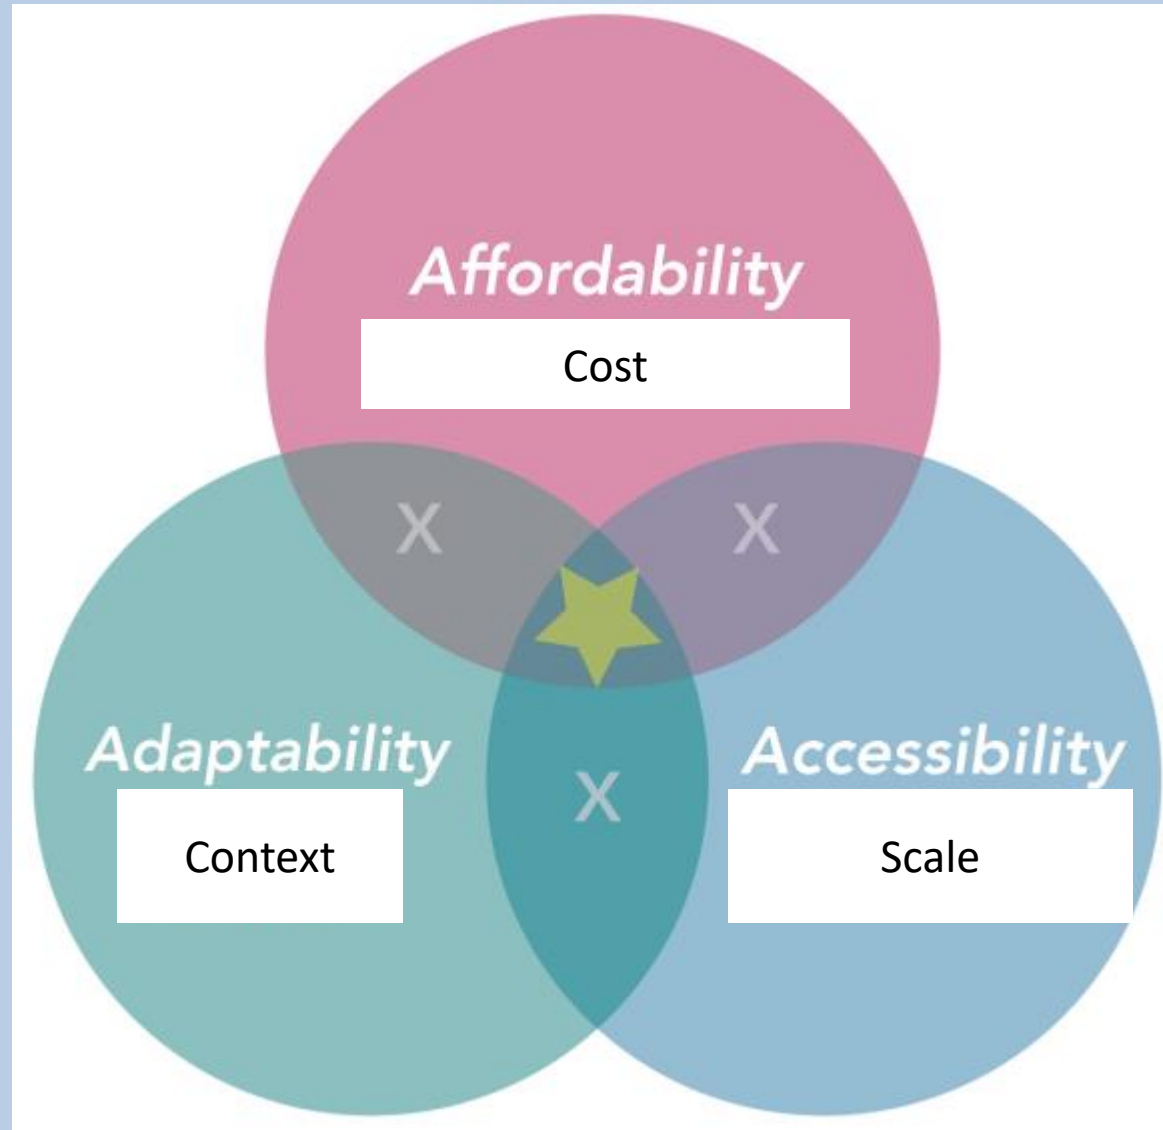 Affordability
Cost
X
X
Adaptability
Context
X
Accessibility
Scale